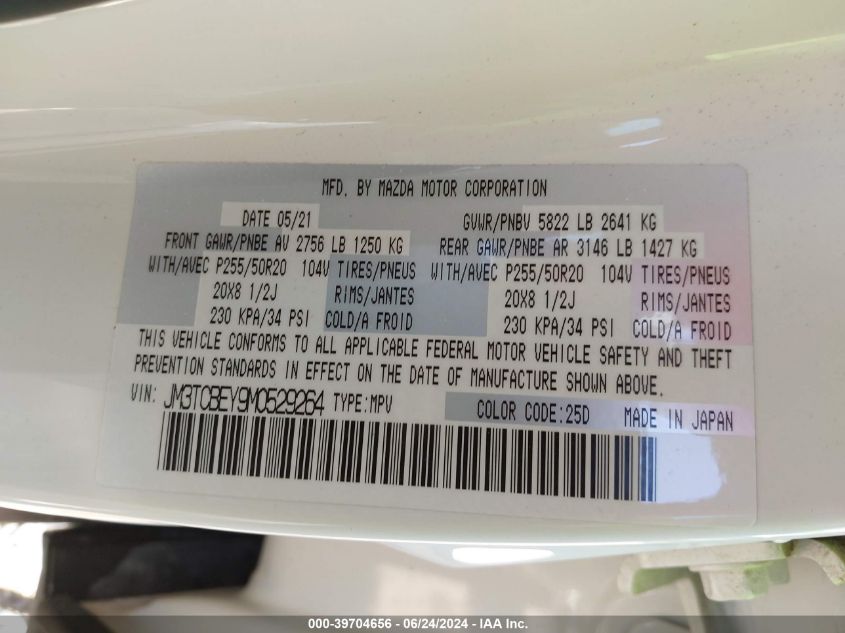 MFD. BY MAZDA MOTOR CORPORATION
DATE 05/21 GVWR/PNBV 5822 LB 2641 KG
FRONT GAWR/PNBE AV 2756 LB 1250 KG REAR GAWR/PNBE AR 3146 LB 1427 KG
WITH/AVEC P255/50R20 104V TIRES/PNEUS WITH/AVEC P255/50R20 104V TIRES/PNEUS
20X8 1/2J RIMS/JANTES 20X8 1/2J RIMS/JANTES
230 KPA/34 PSI COLD/A FROID 230 KPA/34 PSI COLD/A FROID
THIS VEHICLE CONFORMS TO ALL APPLICABLE FEDERAL MOTOR VEHICLE SAFETY AND THEFT
PREVENTION STANDARDS IN EFFECT ON THE DATE OF MANUFACTURE SHOWN ABOVE.
VIN: JM3TCBEY9M0529264 TYPE:MPV COLOR CODE:25D MADE IN JAPAN
000-39704656 - 06/24/2024 - IAA Inc.